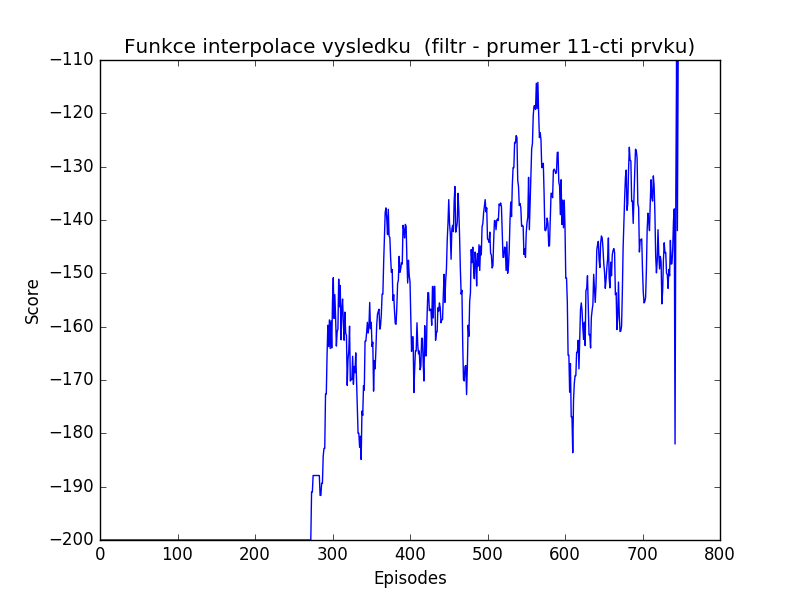 Funkce interpolace vysledku  (filtr - prumer 11-cti prvku)
−110
−120
−130
−140
−150
−160
−170
−180
−190
−200
Score
0 100 200 300 400 500 600 700 800
Episodes